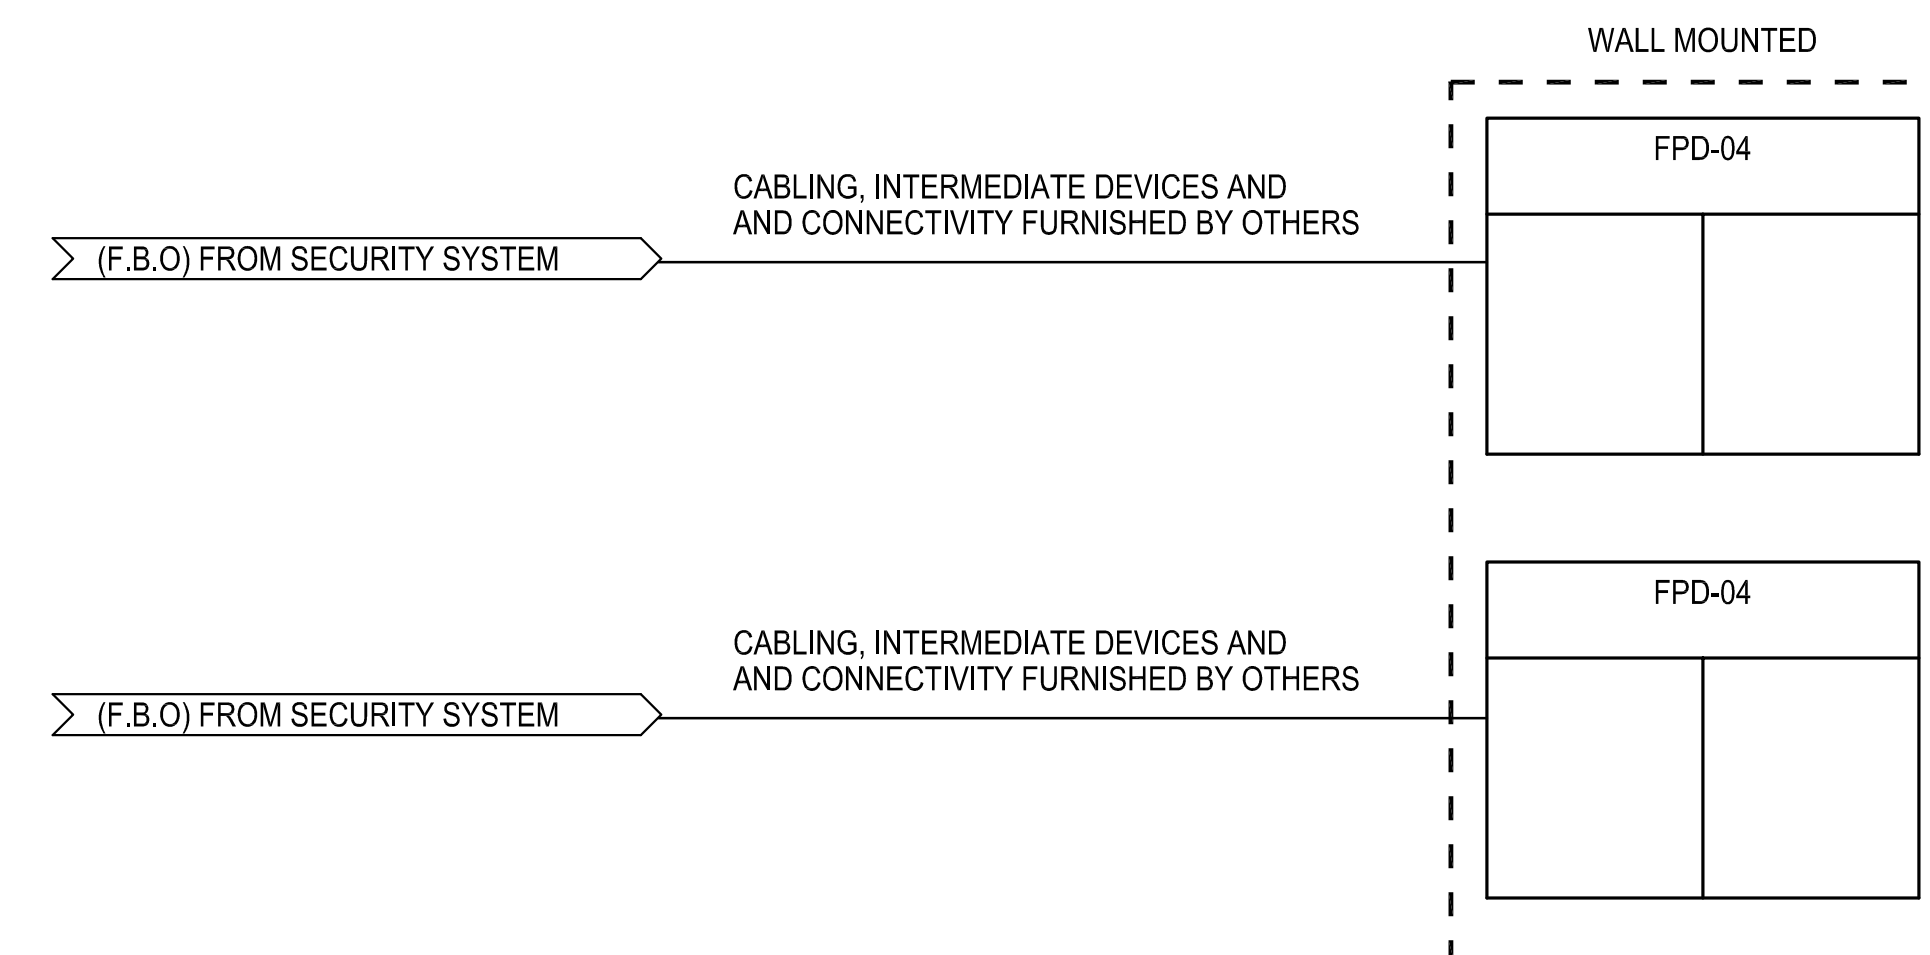 WALL MOUNTED
FPD-04
CABLING, INTERMEDIATE DEVICES AND
AND CONNECTIVITY FURNISHED BY OTHERS
(F.B.O) FROM SECURITY SYSTEM
FPD-04
CABLING, INTERMEDIATE DEVICES AND
AND CONNECTIVITY FURNISHED BY OTHERS
(F.B.O) FROM SECURITY SYSTEM